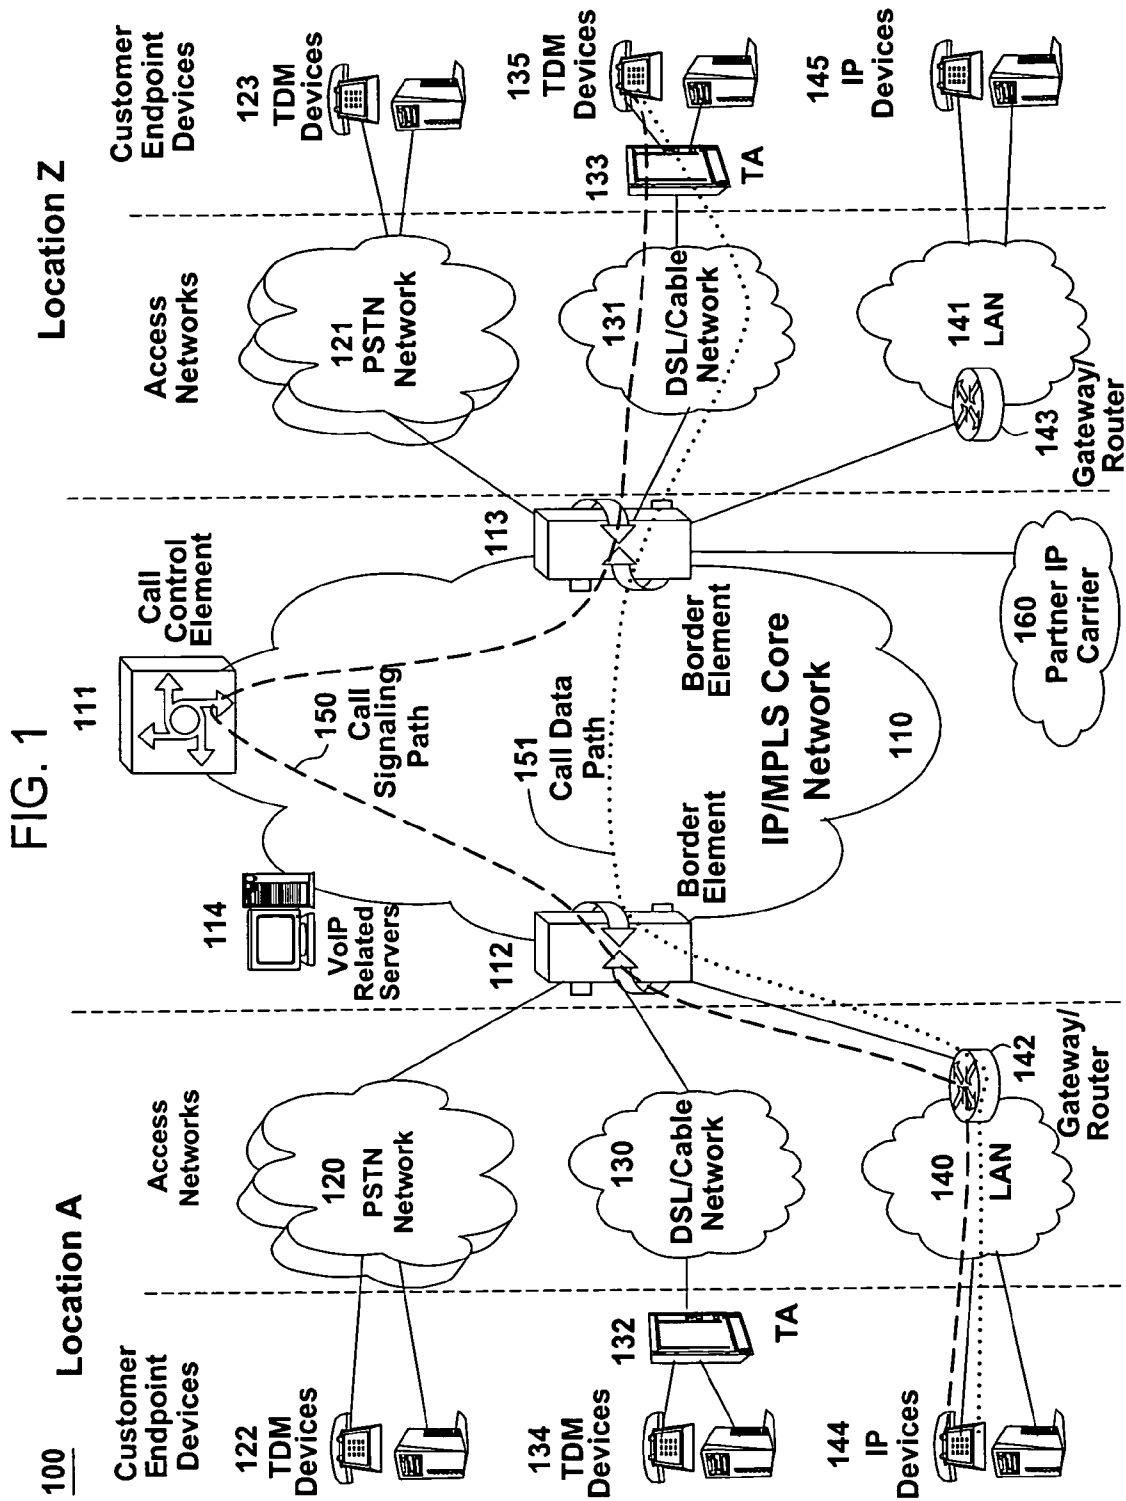 FIG. 1
100
Location A
Location Z
Customer
Endpoint
Devices
Access
Networks
Access
Networks
Customer
Endpoint
Devices
111
Call
Control
Element
114
VoIP
Related
Servers
122
TDM
Devices
120
PSTN
Network
150
Call
Signaling
Path
121
PSTN
Network
123
TDM
Devices
134
TDM
Devices
132
TA
130
DSL/Cable
Network
112
Border
Element
151
Call Data
Path
113
Border
Element
131
DSL/Cable
Network
133
TA
135
TDM
Devices
IP/MPLS Core
Network
110
144
IP
Devices
140
LAN
142
Gateway/
Router
160
Partner IP
Carrier
141
LAN
143
Gateway/
Router
145
IP
Devices